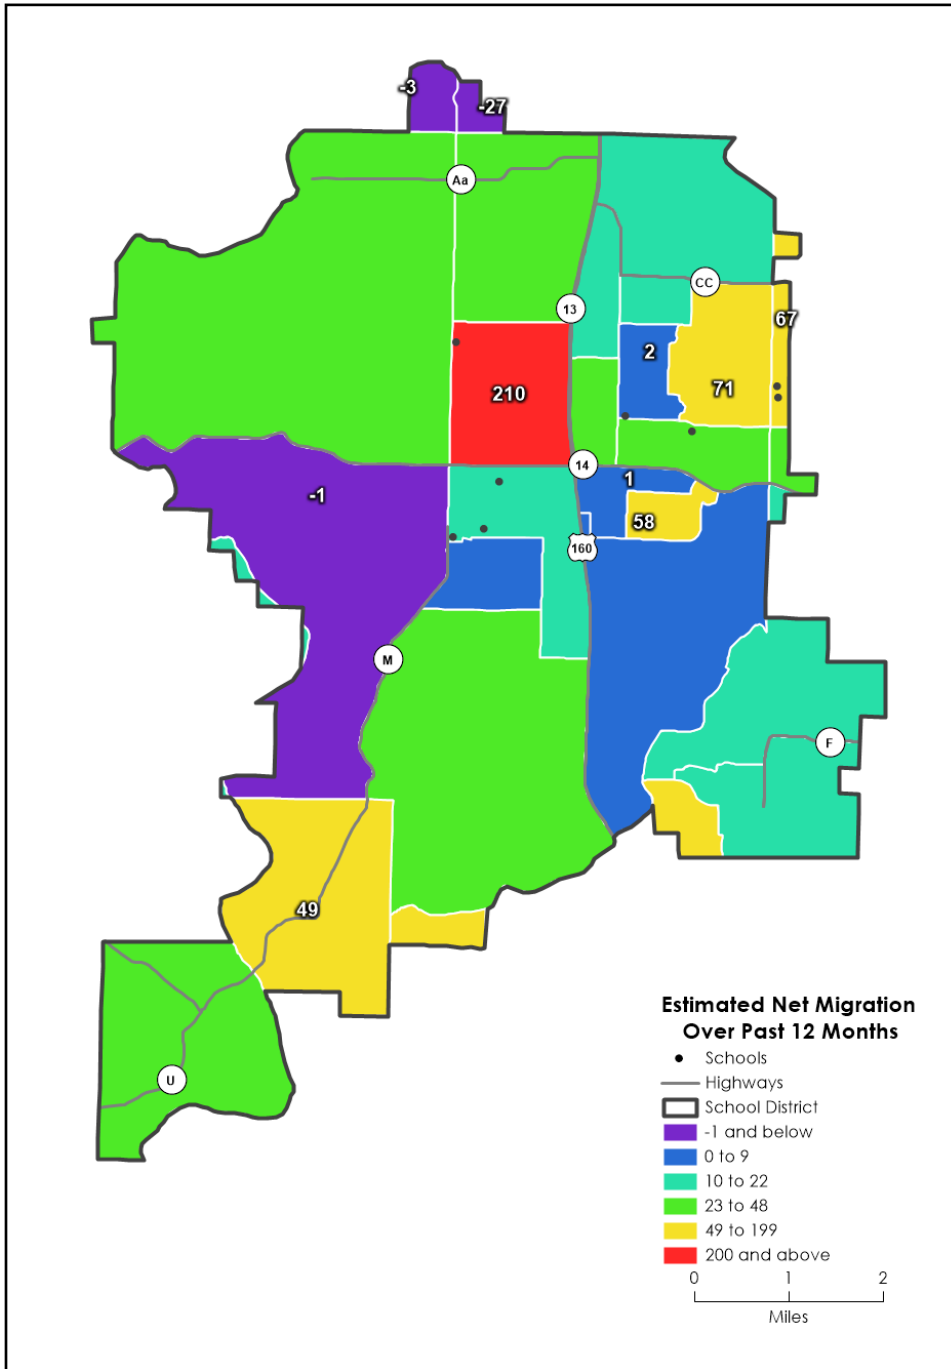 -3
-27
Aa
CC
13
67
2
71
210
14
1
-1
58
160
M
F
49
U
Estimated Net Migration
Over Past 12 Months
Schools
Highways
School District
-1 and below
0 to 9
10 to 22
23 to 48
49 to 199
200 and above
0 1 2
Miles